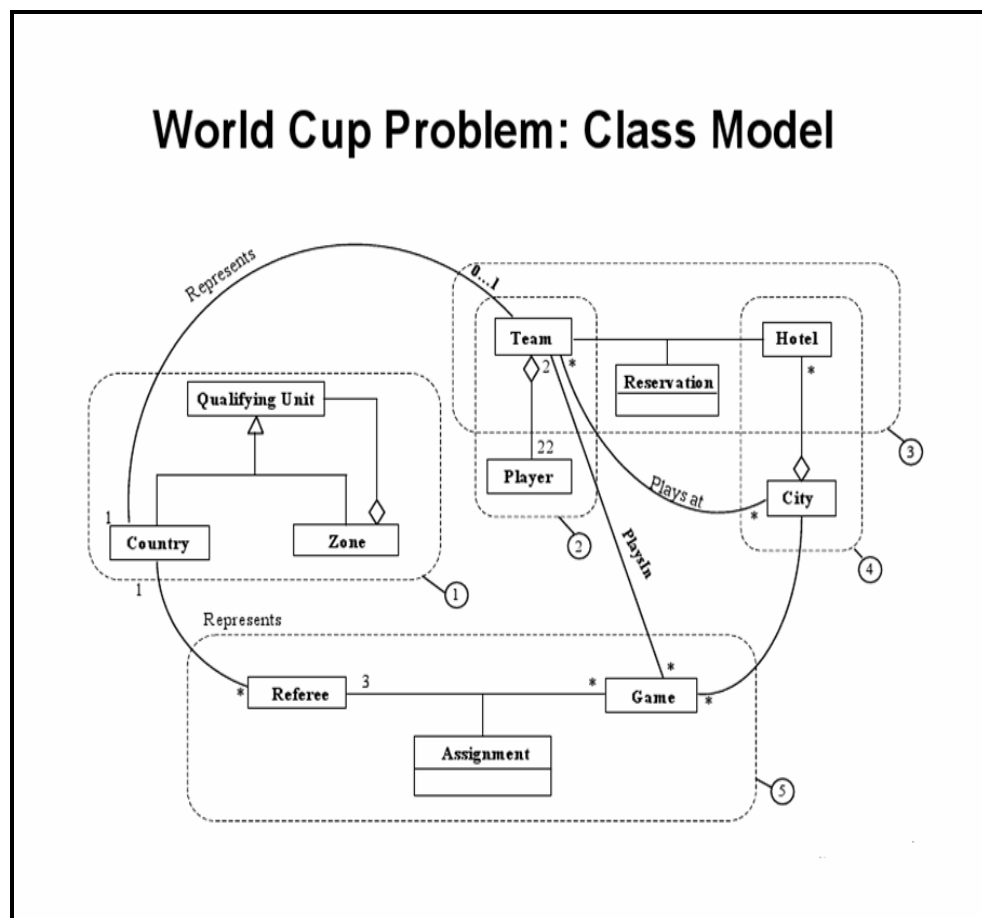 World Cup Problem: Class Model
Represents
0...1
Team
Hotel
2
*
*
Reservation
Qualifying Unit
22
Player
3
Plays at
*
City
1
Country
Zone
2
PlaysIn
4
1
1
Represents
*
Referee
3
*
*
Game
*
Assignment
5